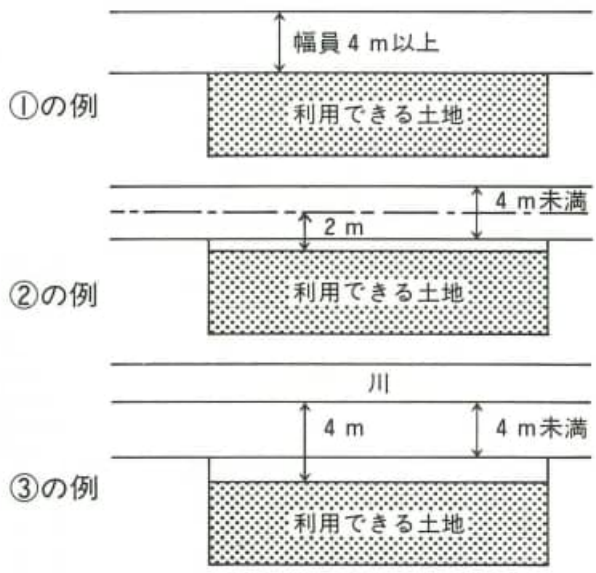 幅員4m以上
①の例
利用できる土地
4m未満
2m
②の例
利用できる土地
川
4m
4m未満
③の例
利用できる土地